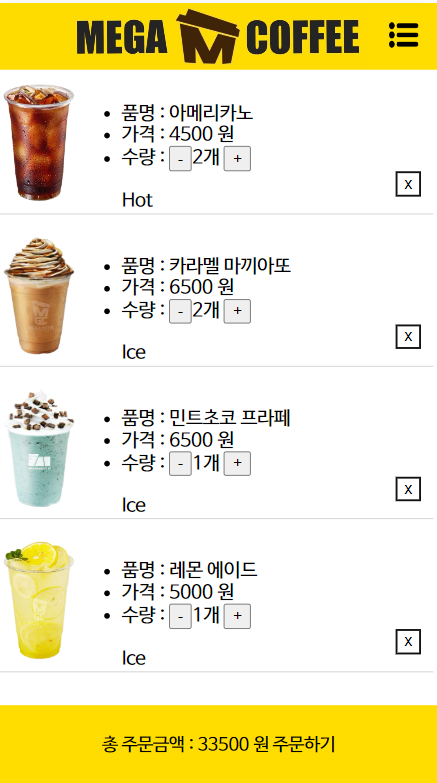 MEGA M COFFEE
품명 : 아메리카노
가격 : 4500 원
수량 : - 2개 +
x
Hot
품명 : 카라멜 마끼아또
가격 : 6500 원
수량 : - 2개 +
x
Ice
품명 : 민트초코 프라페
가격 : 6500 원
수량 : - 1개 +
x
Ice
품명 : 레몬 에이드
가격 : 5000 원
수량 : - 1개 +
x
Ice
총 주문금액 : 33500 원 주문하기